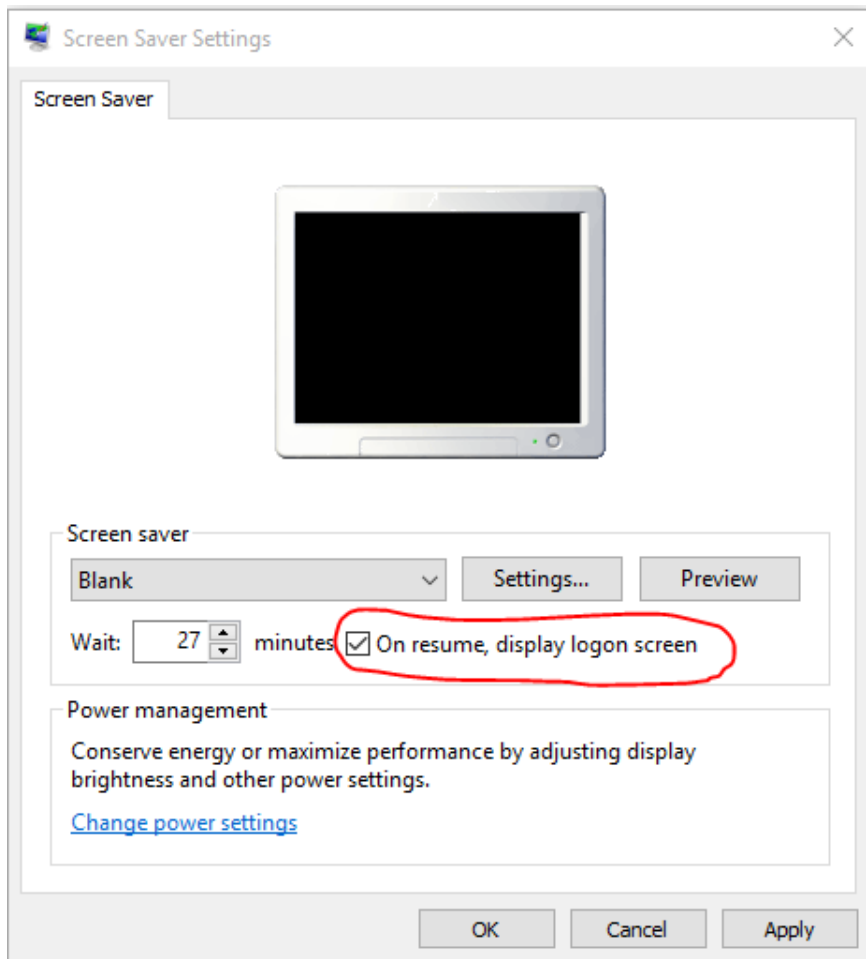 Screen Saver Settings
Screen Saver
Screen saver
Blank
Settings...
Preview
Wait: 27 minutes On resume, display logon screen
Power management
Conserve energy or maximize performance by adjusting display
brightness and other power settings.
Change power settings
OK
Cancel
Apply